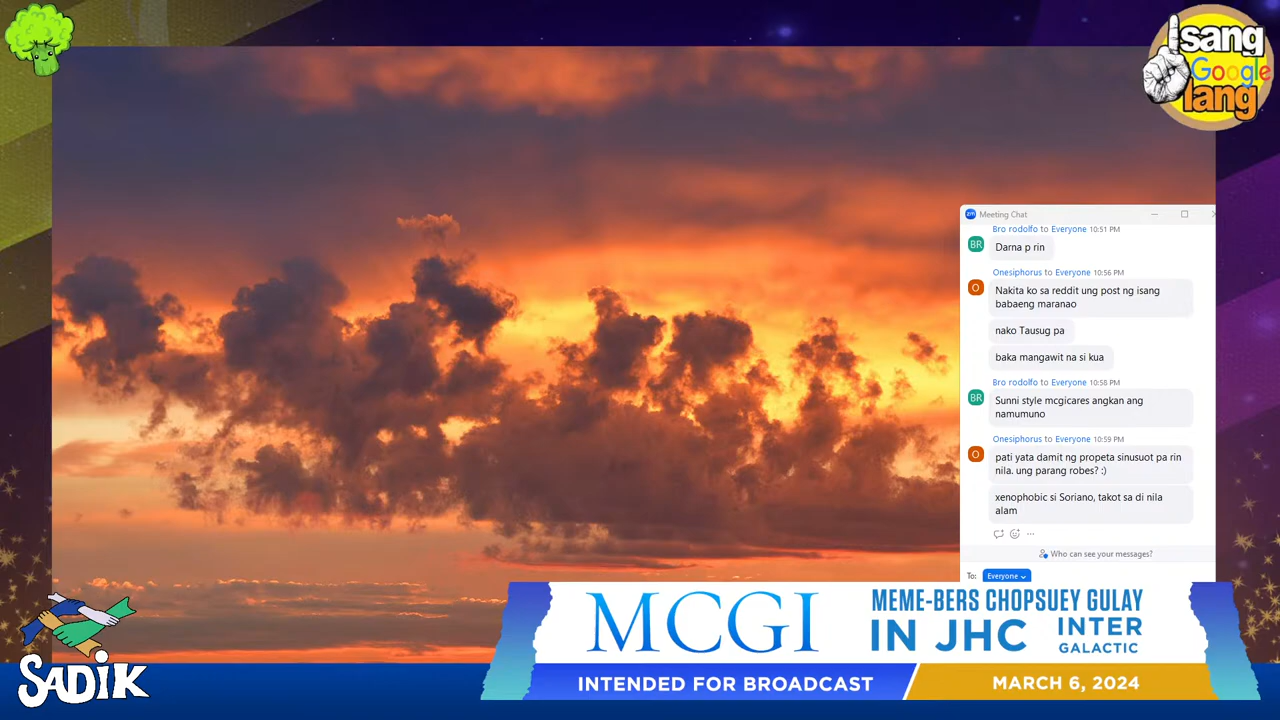 isang
Google
lang
Meeting Chat
Bro rodolfo to Everyone 10:51 PM
BR
Darna p rin
Onesiphorus to Everyone 10:56 PM
O
Nakita ko sa reddit ung post ng isang
babaeng maranao
nako Tausug pa
baka mangawit na si kua
Bro rodolfo to Everyone 10:58 PM
BR
Sunni style mcgicares angkan ang
namumuno
Onesiphorus to Everyone 10:59 PM
O
pati yata damit ng propeta sinusuot pa rin
nila. ung parang robes? :)
xenophobic si Soriano, takot sa di nila
alam
Who can see your messages?
To: Everyone
MCGI
MEME-BERS CHOPSUEY GULAY
IN JHC
INTER
GALACTIC
INTENDED FOR BROADCAST
MARCH 6, 2024
SADiK